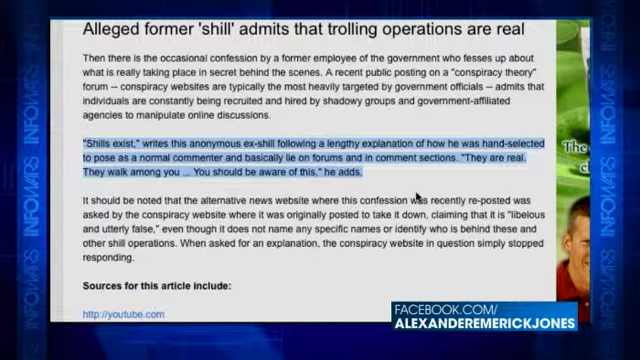 Alleged former 'shill' admits that trolling operations are real
Then there is the occasional confession by a former employee of the government who fesses up about
what is really taking place in secret behind the scenes. A recent public posting on a "conspiracy theory"
forum -- conspiracy websites are typically the most heavily targeted by government officials -- admits that
individuals are constantly being recruited and hired by shadowy groups and government-affiliated
agencies to manipulate online discussions.
"Shills exist," writes this anonymous ex-shill following a lengthy explanation of how he was hand-selected
to pose as a normal commenter and basically lie on forums and in comment sections. "They are real.
They walk among you ... You should be aware of this," he adds.
It should be noted that the alternative news website where this confession was recently re-posted was
asked by the conspiracy website where it was originally posted to take it down, claiming that it is "libelous
and utterly false," even though it does not name any specific names or identify who is behind these and
other shill operations. When asked for an explanation, the conspiracy website in question simply stopped
responding.
Sources for this article include:
http://youtube.com
The
INFOWARS
INFOWARS
INFOWARS
INFOWARS
FACEBOOK.COM/
ALEXANDEREMERICKJONES